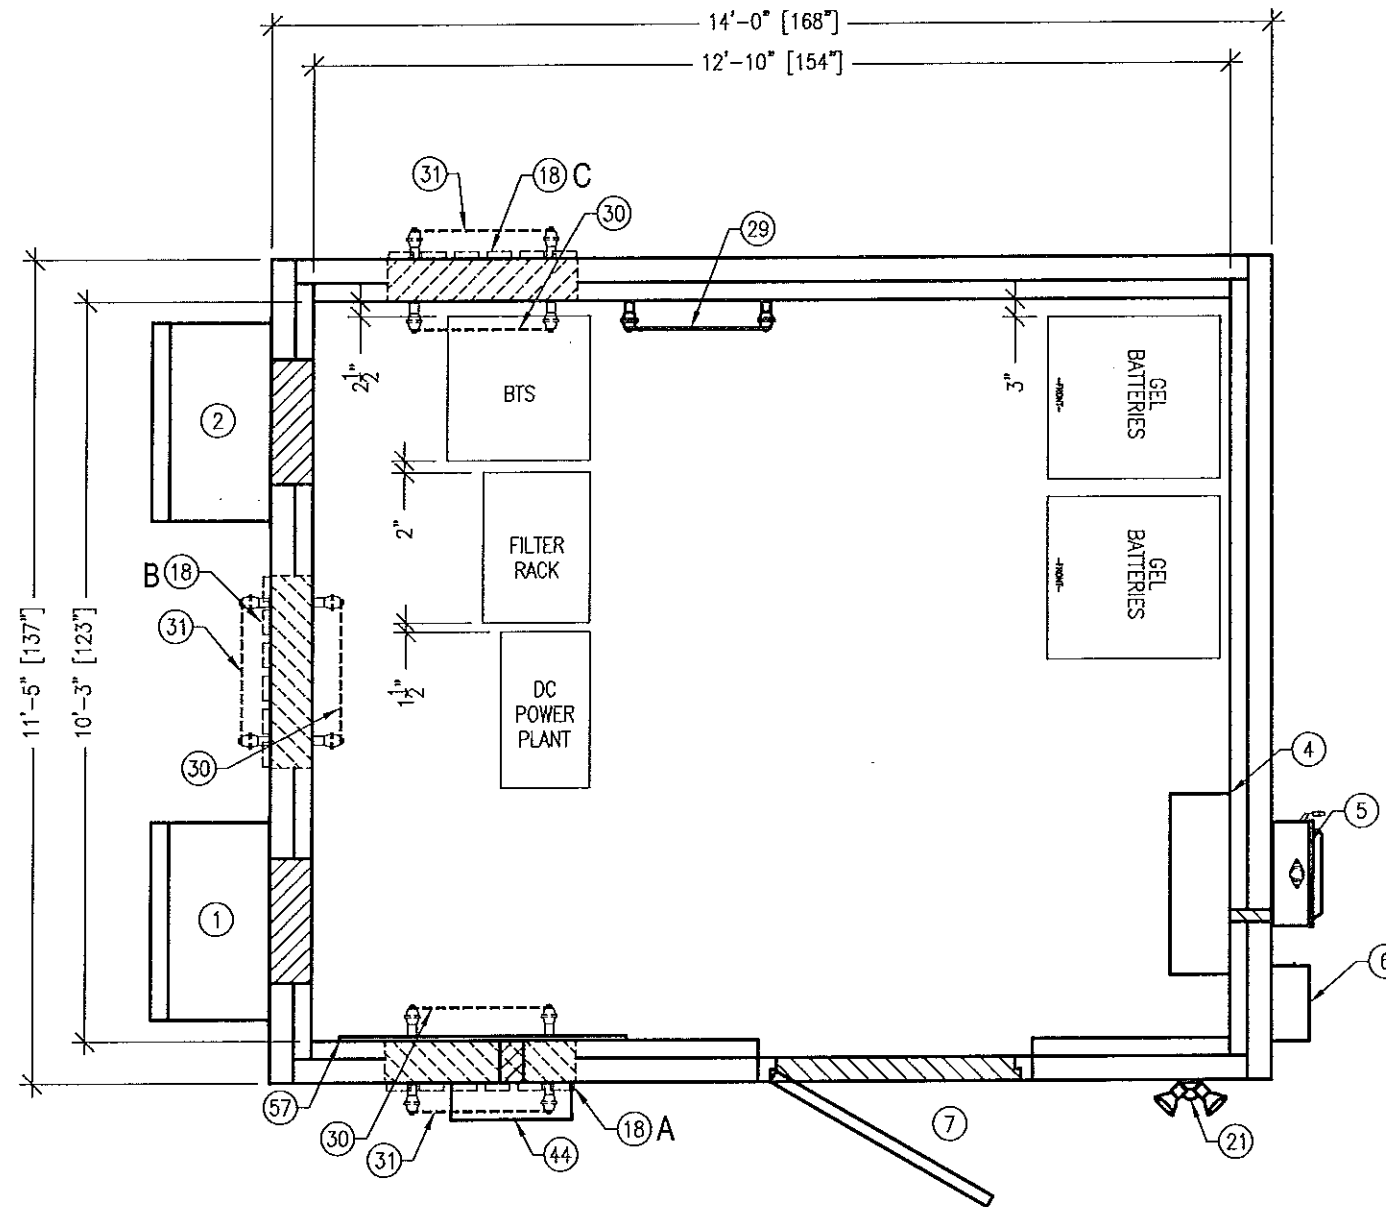 14'-0" [168"]
12'-10" [154"]
31
18 C
30
29
2 1/2"
3"
BTS
GEL
BATTERIES
-FRONT-
2
2"
FILTER
RACK
GEL
BATTERIES
-FRONT-
B 18
31
11'-5" [137"]
10'-3" [123"]
1 1/2"
DC
POWER
PLANT
30
4
5
1
6
30
57
30
31
44
18 A
7
21